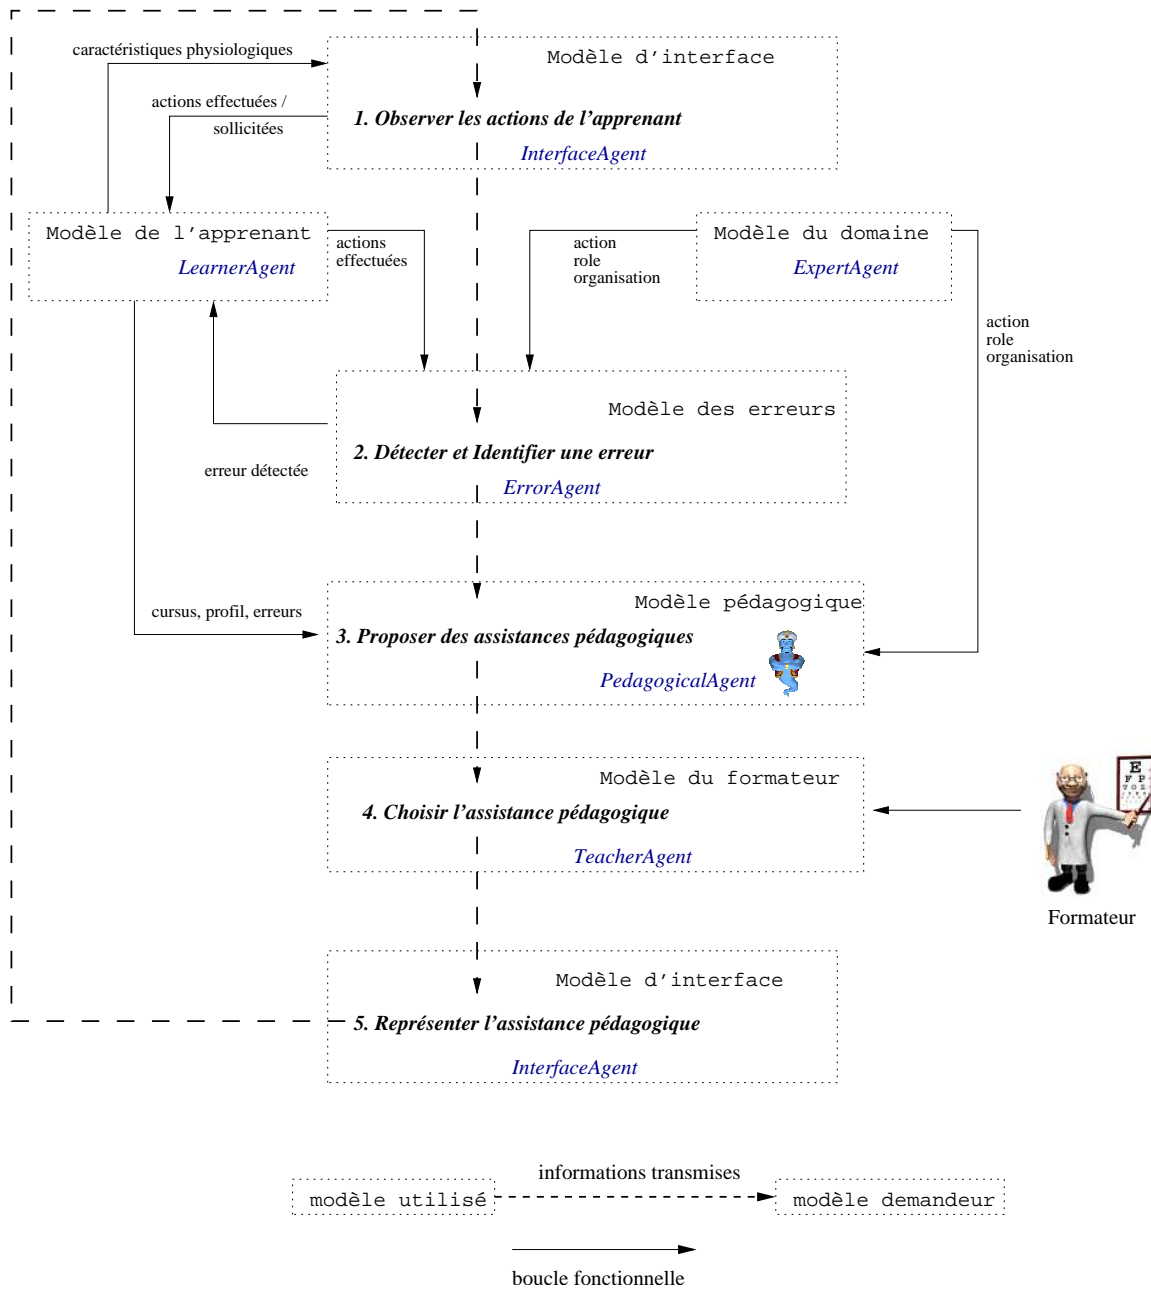 caractéristiques physiologiques
Modèle d'interface
actions effectuées /
sollicitées
1. Observer les actions de l'apprenant
InterfaceAgent
Modèle de l'apprenant
LearnerAgent
actions
effectuées
action
role
organisation
Modèle du domaine
ExpertAgent
action
role
organisation
Modèle des erreurs
2. Détecter et Identifier une erreur
ErrorAgent
erreur détectée
Modèle pédagogique
cursus, profil, erreurs
3. Proposer des assistances pédagogiques
PedagogicalAgent
Modèle du formateur
4. Choisir l'assistance pédagogique
TeacherAgent
E
F P
T O Z
Formateur
Modèle d'interface
5. Représenter l'assistance pédagogique
InterfaceAgent
informations transmises
modèle utilisé
modèle demandeur
boucle fonctionnelle